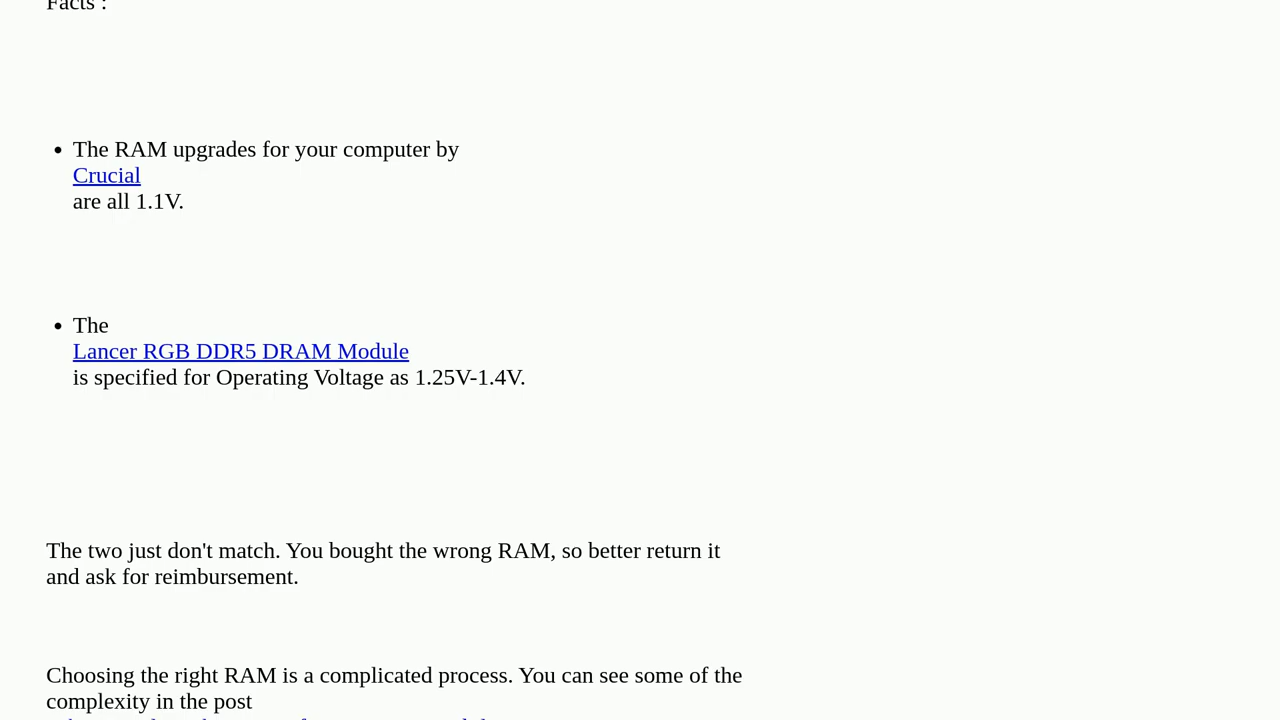 Facts :
The RAM upgrades for your computer by
Crucial
are all 1.1V.
The
Lancer RGB DDR5 DRAM Module
is specified for Operating Voltage as 1.25V-1.4V.
The two just don't match. You bought the wrong RAM, so better return it
and ask for reimbursement.
Choosing the right RAM is a complicated process. You can see some of the
complexity in the post